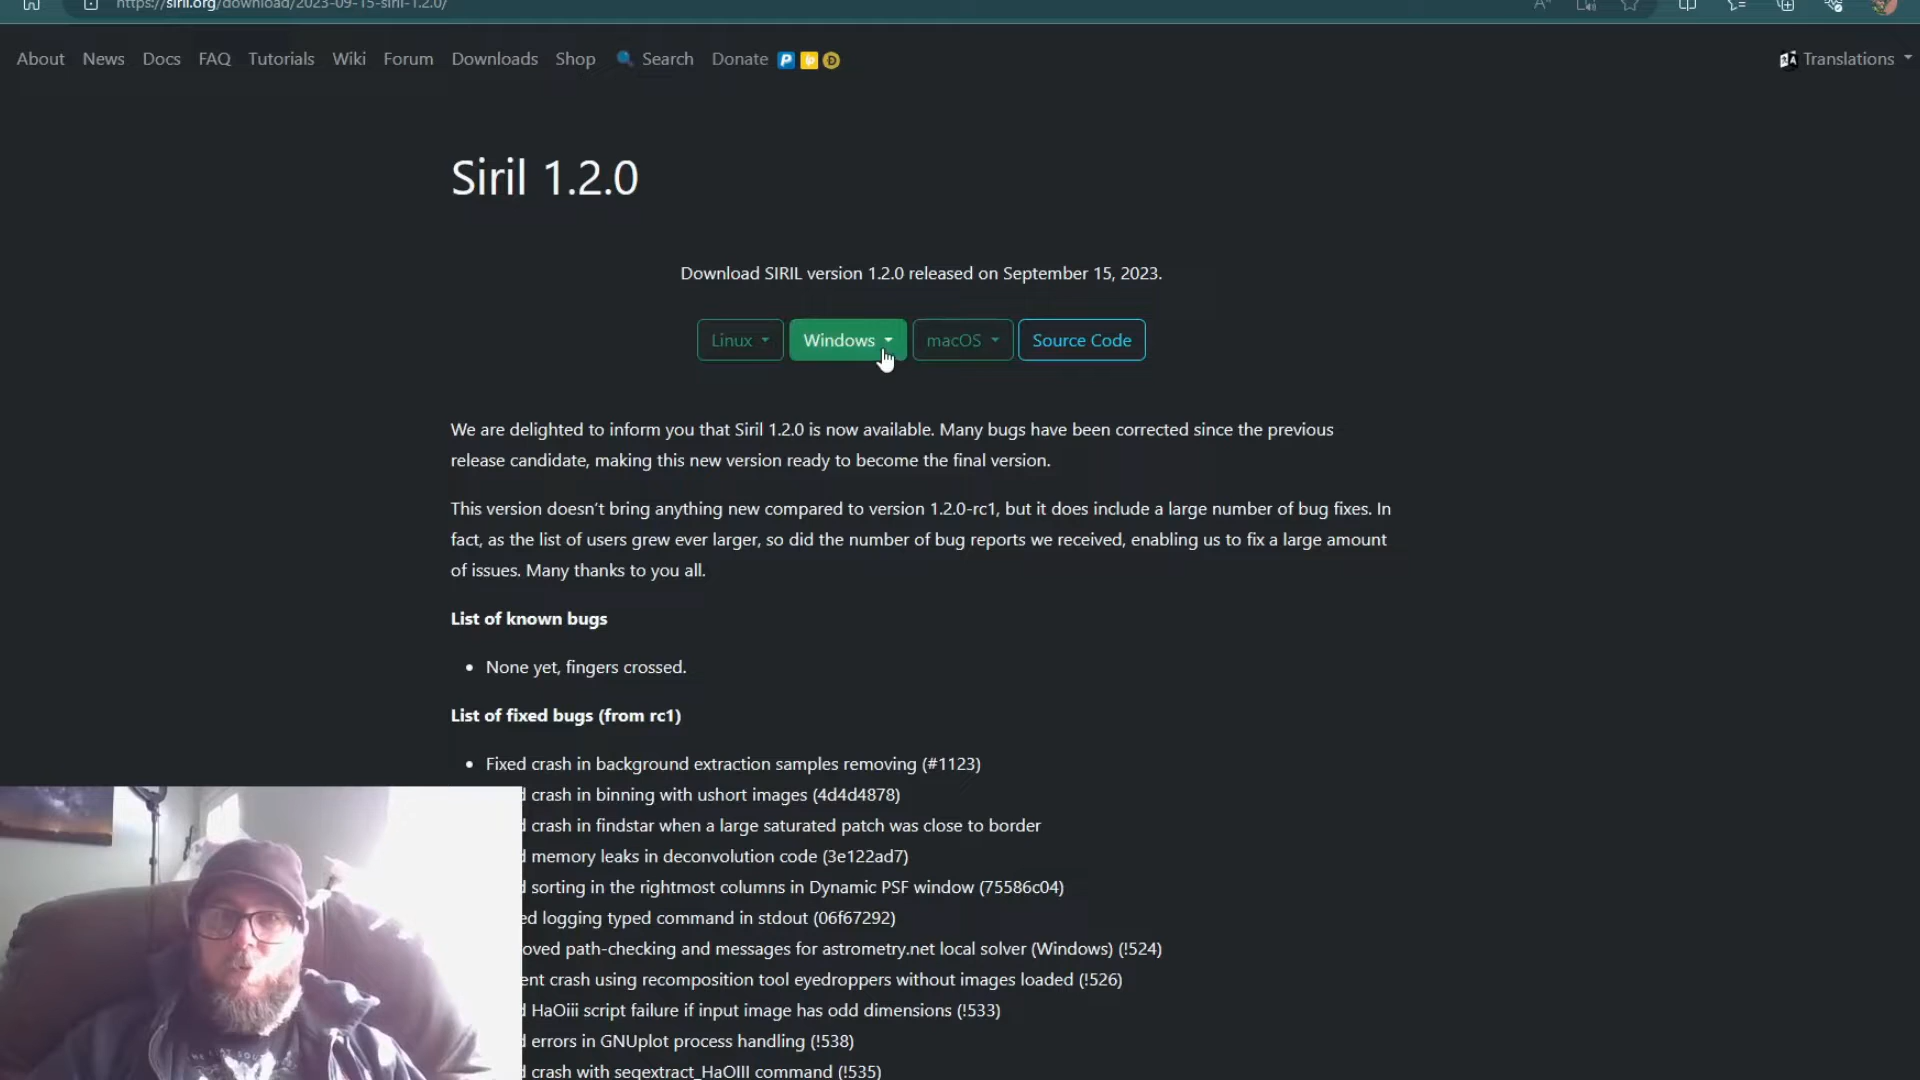 https://siril.org/download/2023-09-15-siril-1.2.0/
About News Docs FAQ Tutorials Wiki Forum Downloads Shop Search Donate Translations
Siril 1.2.0
Download SIRIL version 1.2.0 released on September 15, 2023.
Linux Windows macOS Source Code
We are delighted to inform you that Siril 1.2.0 is now available. Many bugs have been corrected since the previous
release candidate, making this new version ready to become the final version.
This version doesn’t bring anything new compared to version 1.2.0-rc1, but it does include a large number of bug fixes. In
fact, as the list of users grew ever larger, so did the number of bug reports we received, enabling us to fix a large amount
of issues. Many thanks to you all.
List of known bugs
• None yet, fingers crossed.
List of fixed bugs (from rc1)
• Fixed crash in background extraction samples removing (#1123)
d crash in binning with ushort images (4d4d4878)
d crash in findstar when a large saturated patch was close to border
d memory leaks in deconvolution code (3e122ad7)
d sorting in the rightmost columns in Dynamic PSF window (75586c04)
ed logging typed command in stdout (06f67292)
oved path-checking and messages for astrometry.net local solver (Windows) (!524)
ent crash using recomposition tool eyedroppers without images loaded (!526)
d HaOiii script failure if input image has odd dimensions (!533)
d errors in GNUplot process handling (!538)
d crash with seqextract_HaOIII command (!535)